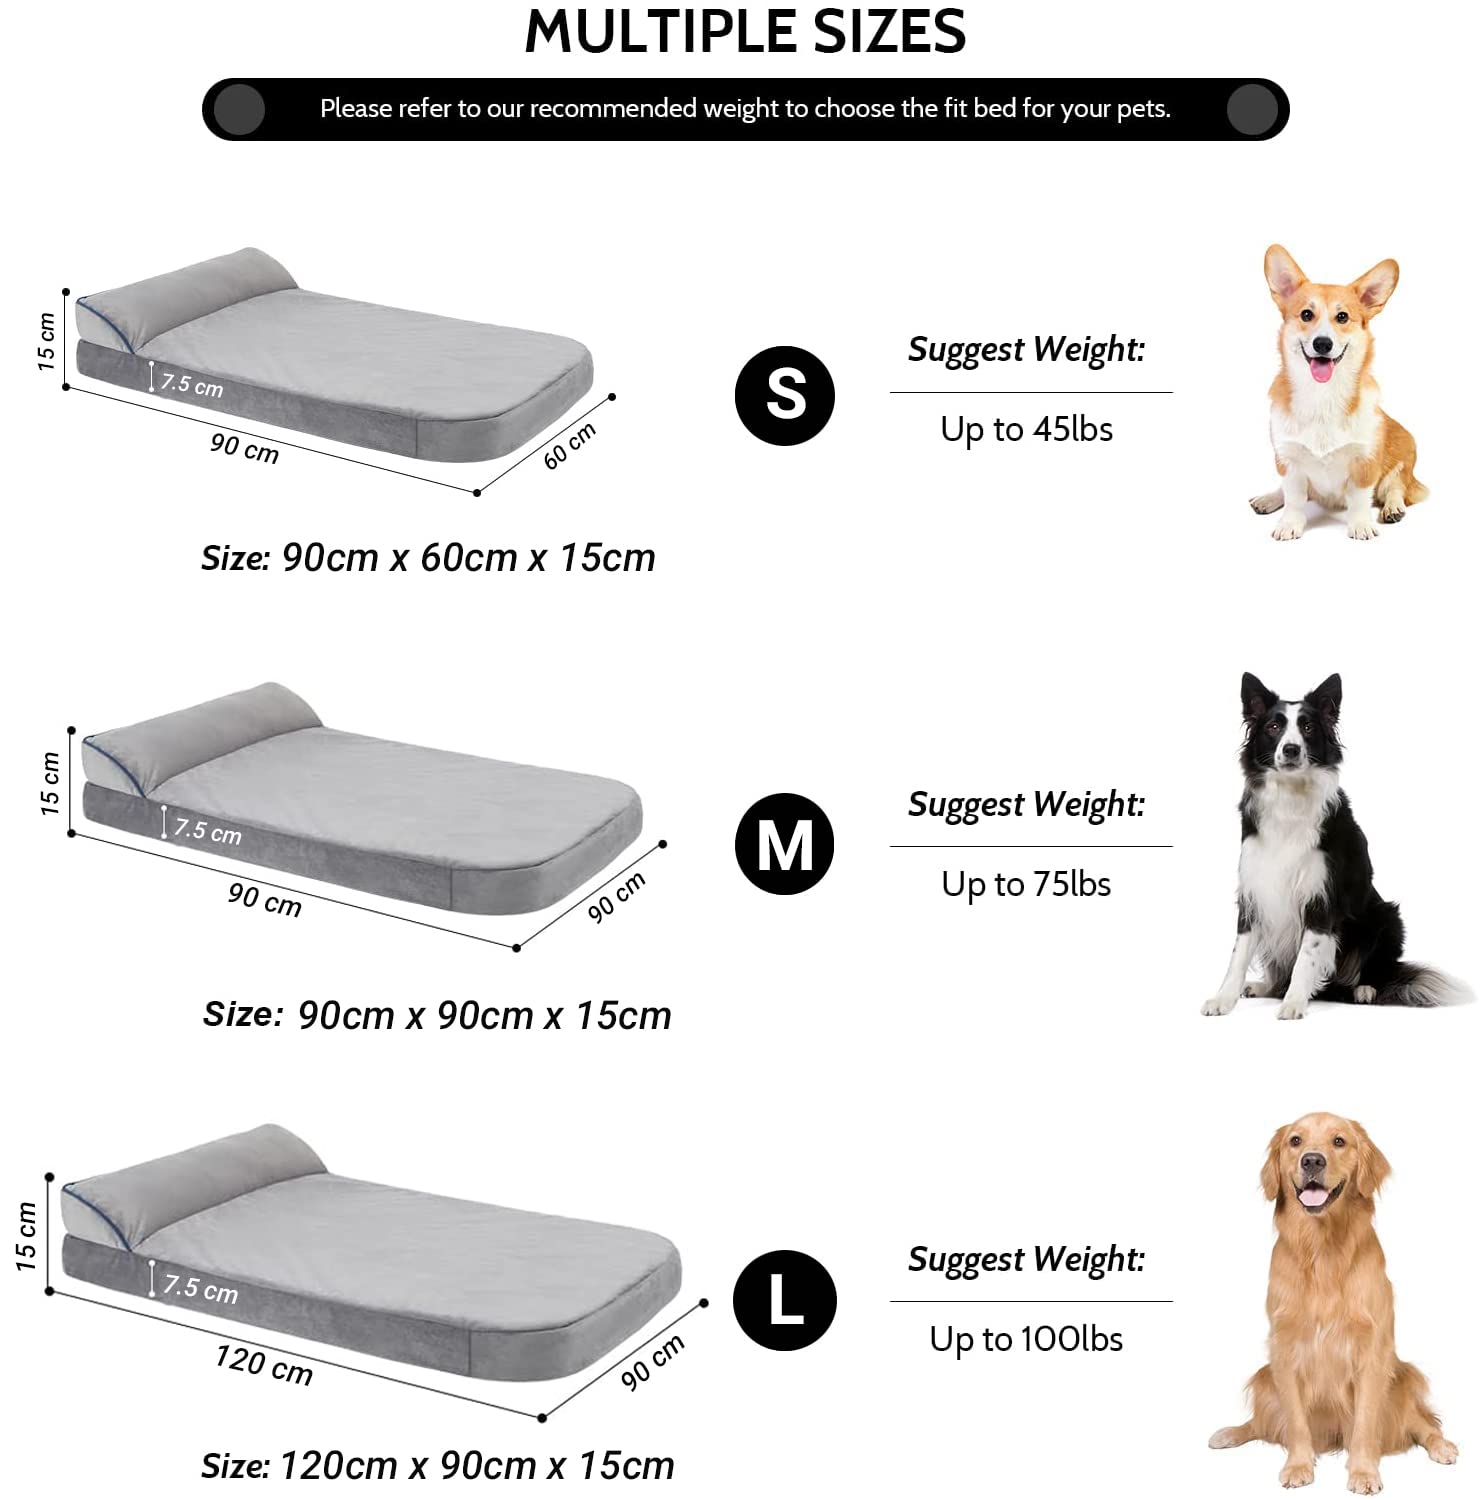 MULTIPLE SIZES
Please refer to our recommended weight to choose the fit bed for your pets.
15 cm
7.5 cm
90 cm
60 cm
Size: 90cm x 60cm x 15cm
S
Suggest Weight:
Up to 45lbs
15 cm
7.5 cm
90 cm
90 cm
Size: 90cm x 90cm x 15cm
M
Suggest Weight:
Up to 75lbs
15 cm
7.5 cm
120 cm
90 cm
Size: 120cm x 90cm x 15cm
L
Suggest Weight:
Up to 100lbs